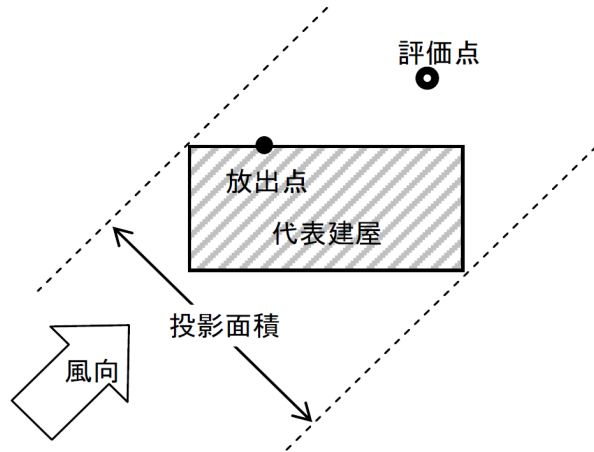 評価点
放出点
代表建屋
投影面積
風向